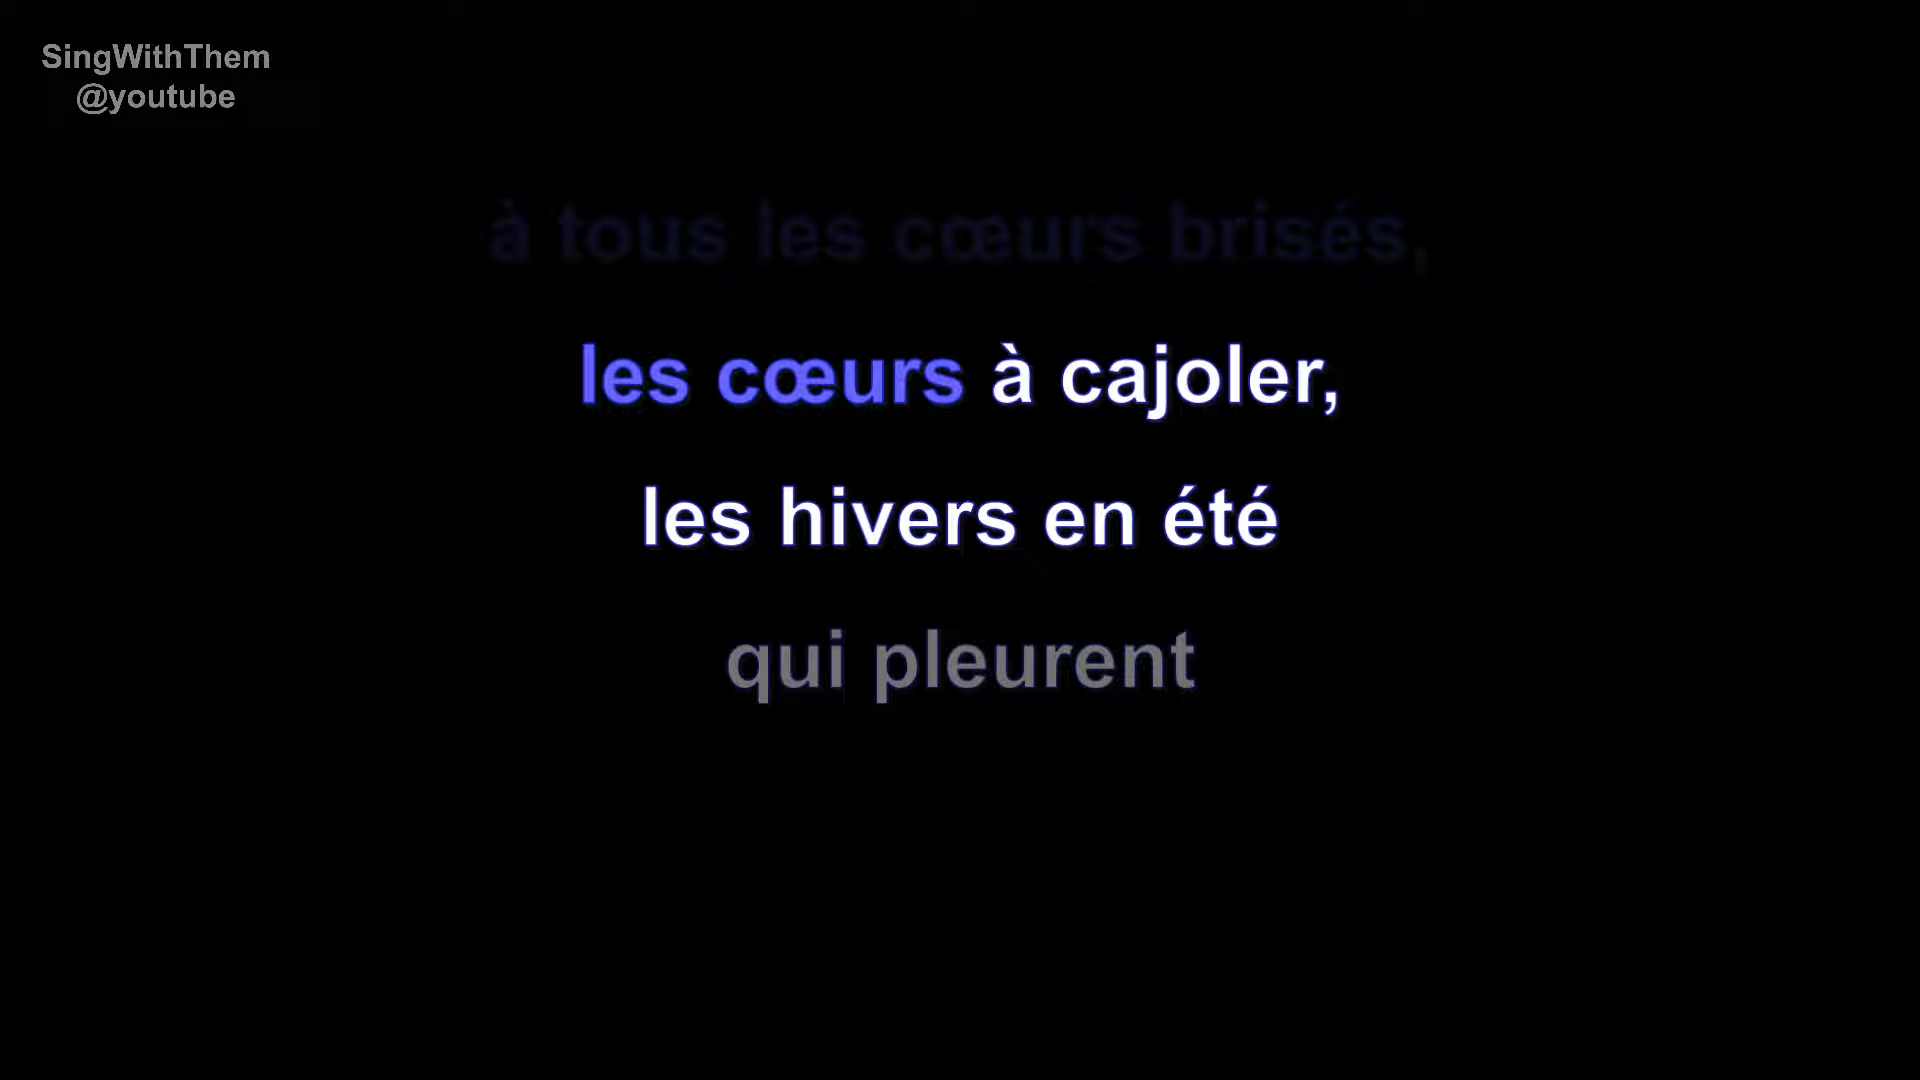 SingWithThem
@youtube
à tous les cœurs brisés,
les cœurs à cajoler,
les hivers en été
qui pleurent